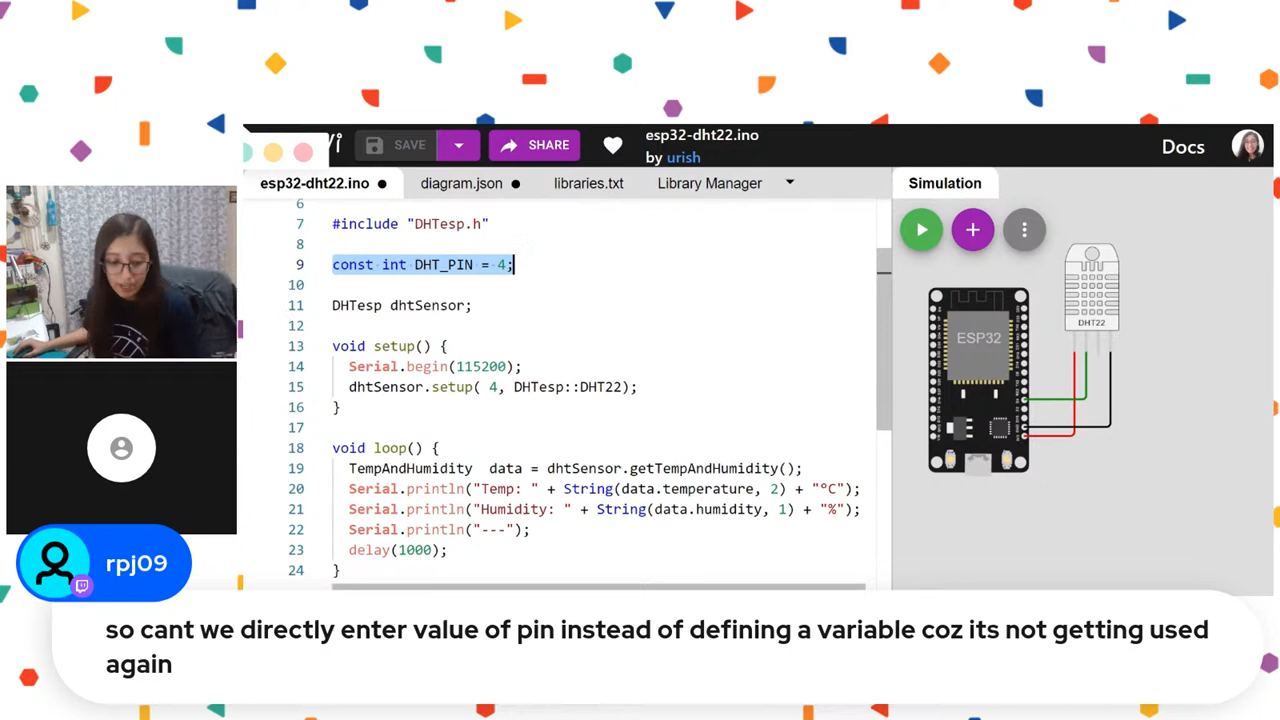 SAVE
SHARE
esp32-dht22.ino
by urish
Docs
esp32-dht22.ino
diagram.json
libraries.txt
Library Manager
Simulation
6
7 #include "DHTesp.h"
8
9 const int DHT_PIN = 4;
10
11 DHTesp dhtSensor;
12
13 void setup() {
14 Serial.begin(115200);
15 dhtSensor.setup( 4, DHTesp::DHT22);
16 }
17
18 void loop() {
19 TempAndHumidity data = dhtSensor.getTempAndHumidity();
20 Serial.println("Temp: " + String(data.temperature, 2) + "°C");
21 Serial.println("Humidity: " + String(data.humidity, 1) + "%");
22 Serial.println("---");
23 delay(1000);
24 }
DHT22
ESP32
rpj09
so cant we directly enter value of pin instead of defining a variable coz its not getting used
again